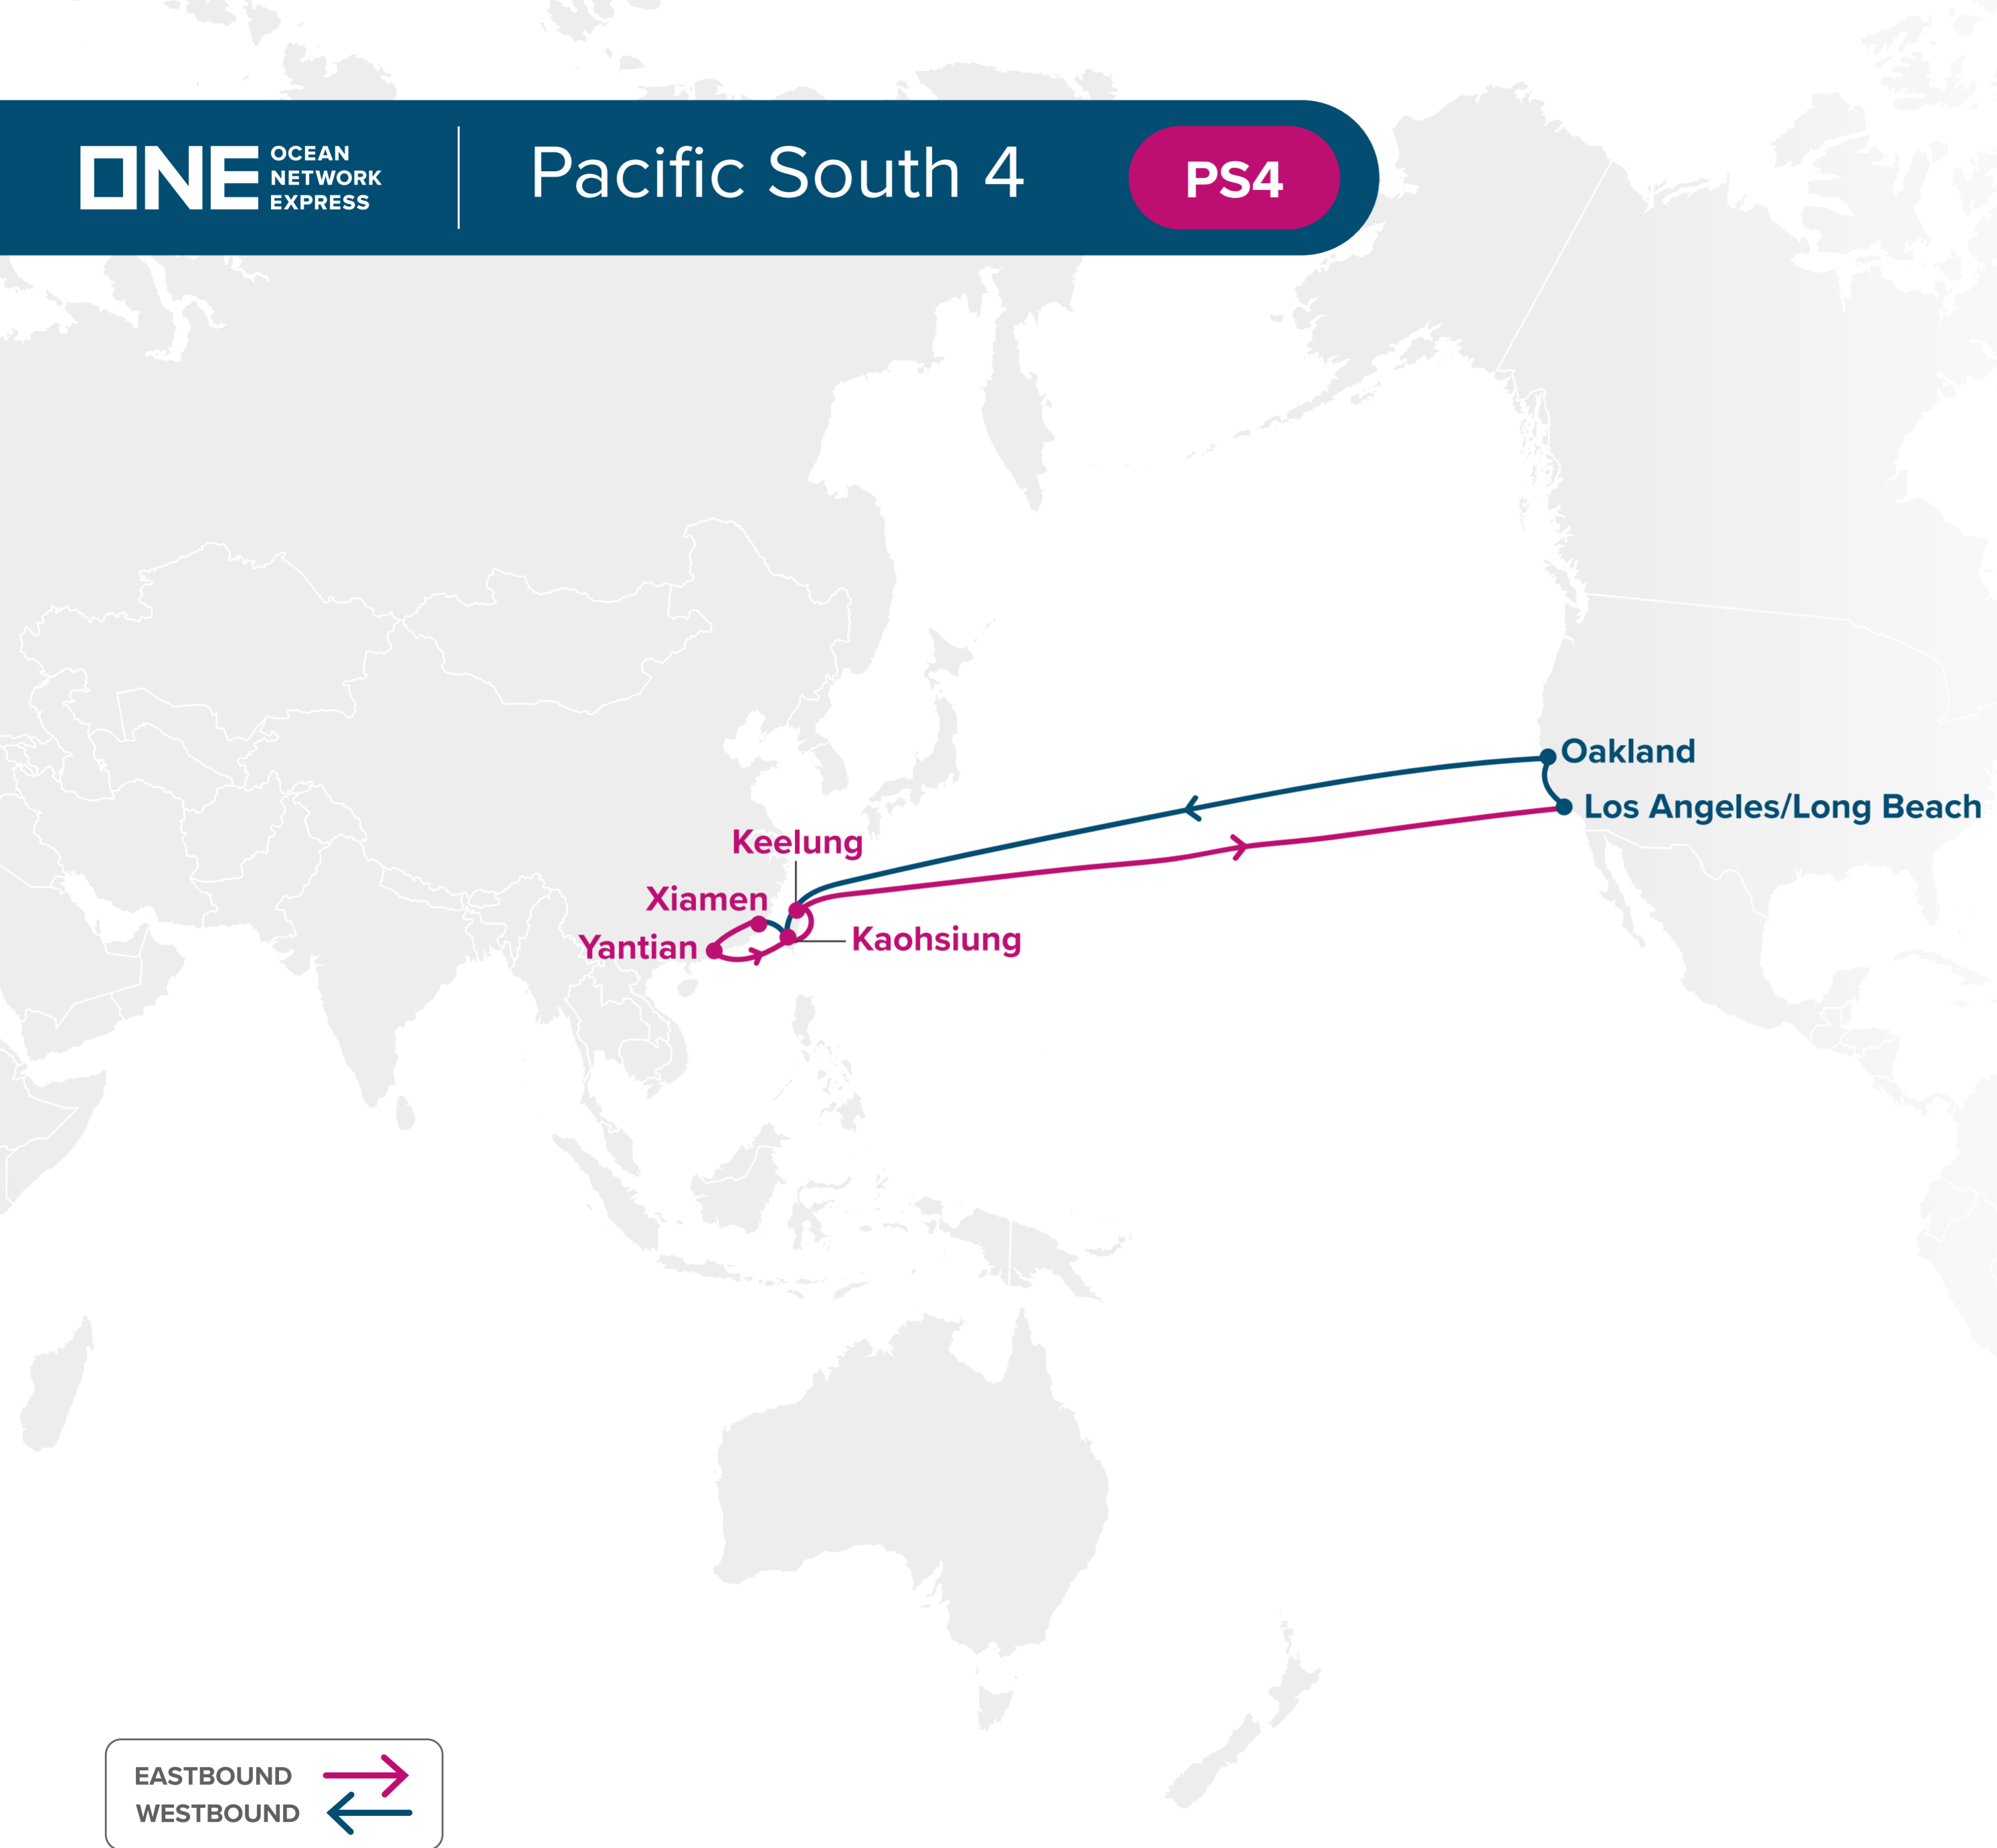 ONE
OCEAN
NETWORK
EXPRESS
Pacific South 4
PS4
Oakland
Los Angeles/Long Beach
Keelung
Xiamen
Yantian
Kaohsiung
EASTBOUND
WESTBOUND